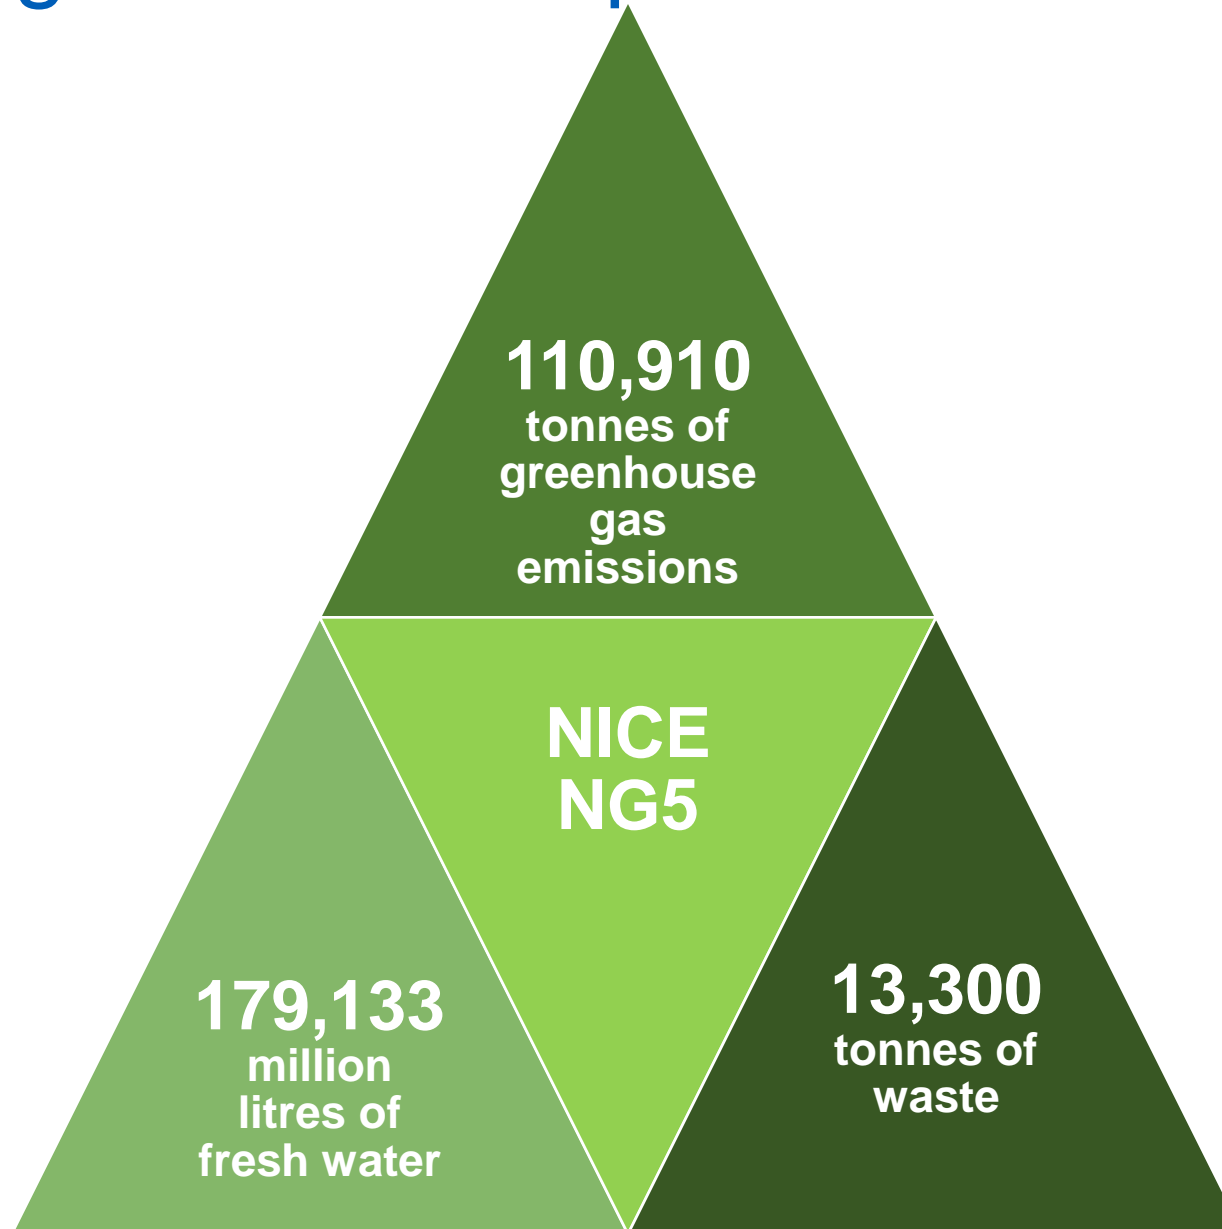 110,910
tonnes of
greenhouse
gas
emissions
NICE
NG5
179,133
million
litres of
fresh water
13,300
tonnes of
waste